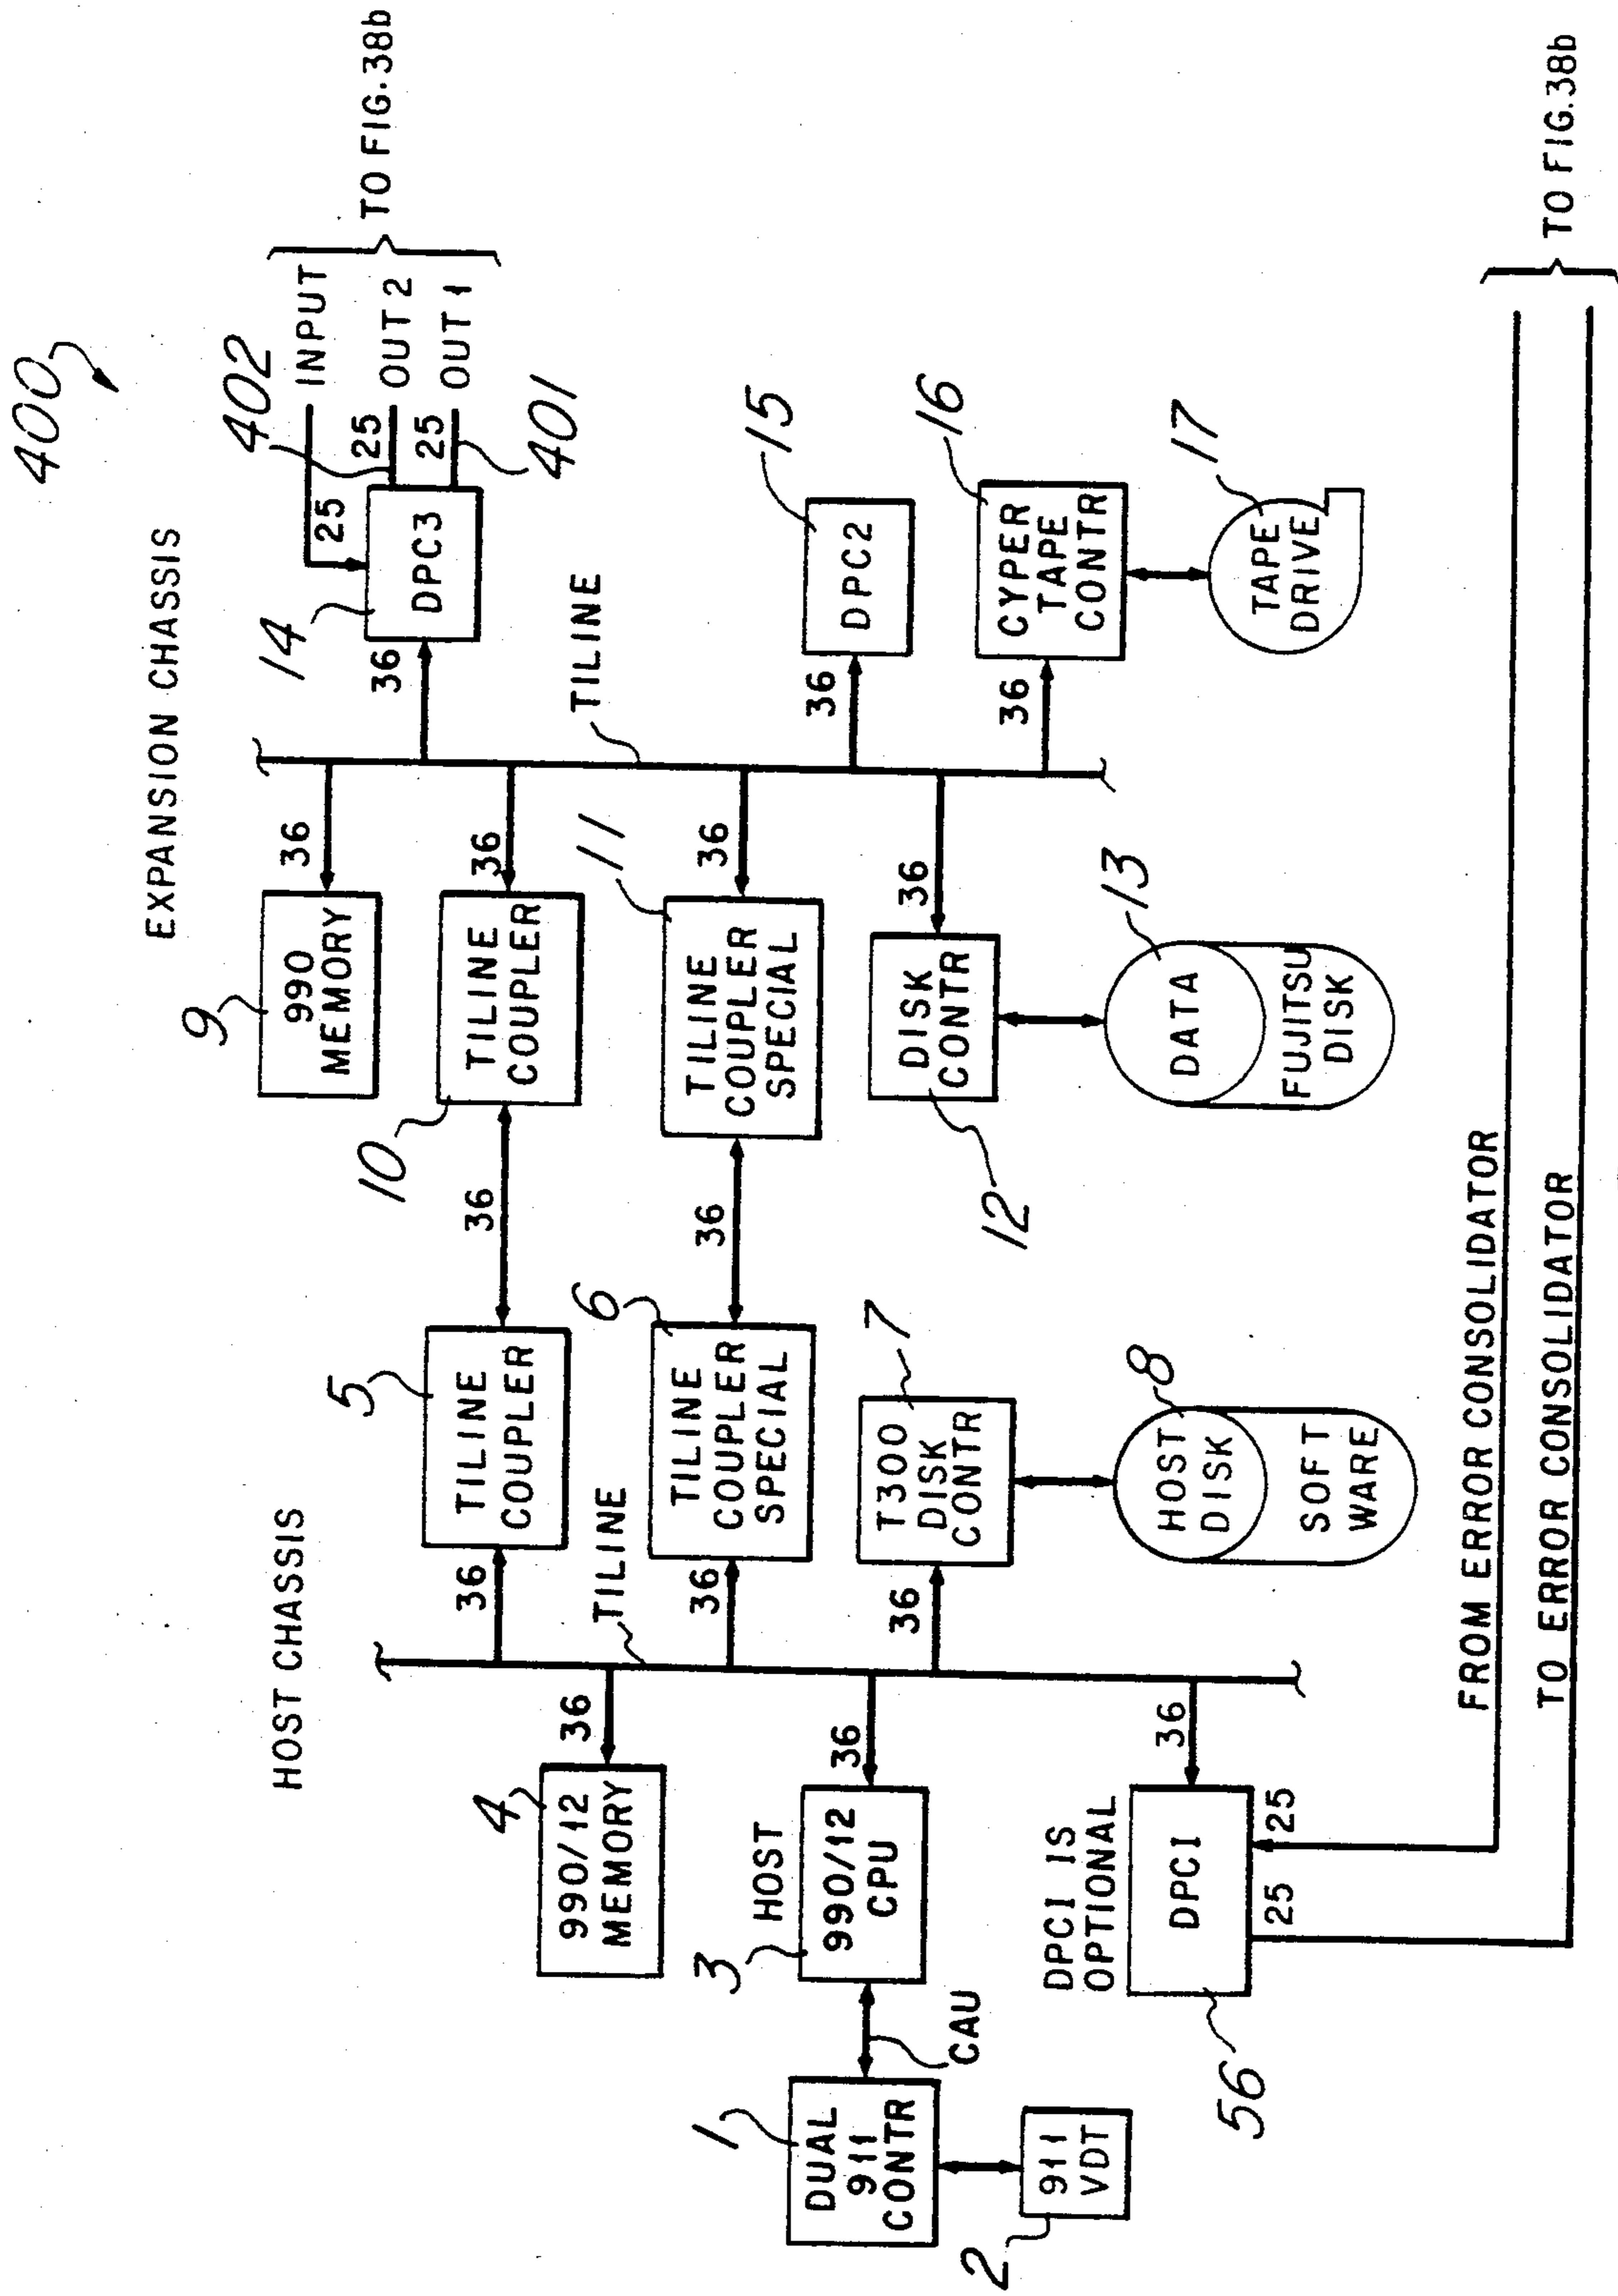 400
HOST CHASSIS
EXPANSION CHASSIS
4
990/12
MEMORY
36
36
5
TILINE
COUPLER
36
10
TILINE
COUPLER
36
9
990
MEMORY
36
14
36
DPC3
25
INPUT
402
25
OUT 2
25
OUT 1
401
TO FIG.38b
TILINE
TILINE
1
DUAL
911
CONTR
2
911
VDT
CAU
3
HOST
990/12
CPU
36
36
6
TILINE
COUPLER
SPECIAL
36
11
TILINE
COUPLER
SPECIAL
36
36
15
DPC2
36
7
T300
DISK
CONTR
8
HOST
DISK
SOFT
WARE
12
DISK
CONTR
36
13
DATA
FUJITSU
DISK
36
16
CYPER
TAPE
CONTR
17
TAPE
DRIVE
DPCI IS
OPTIONAL
56
DPCI
36
25
25
FROM ERROR CONSOLIDATOR
TO ERROR CONSOLIDATOR
TO FIG.38b